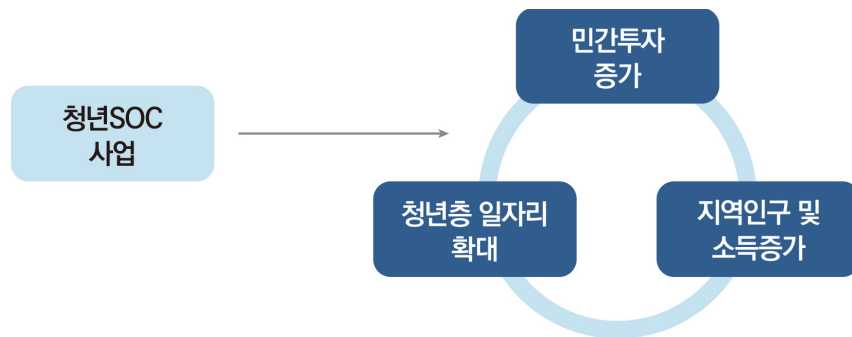 민간투자
증가
청년SOC
사업
청년층 일자리
확대
지역인구 및
소득증가